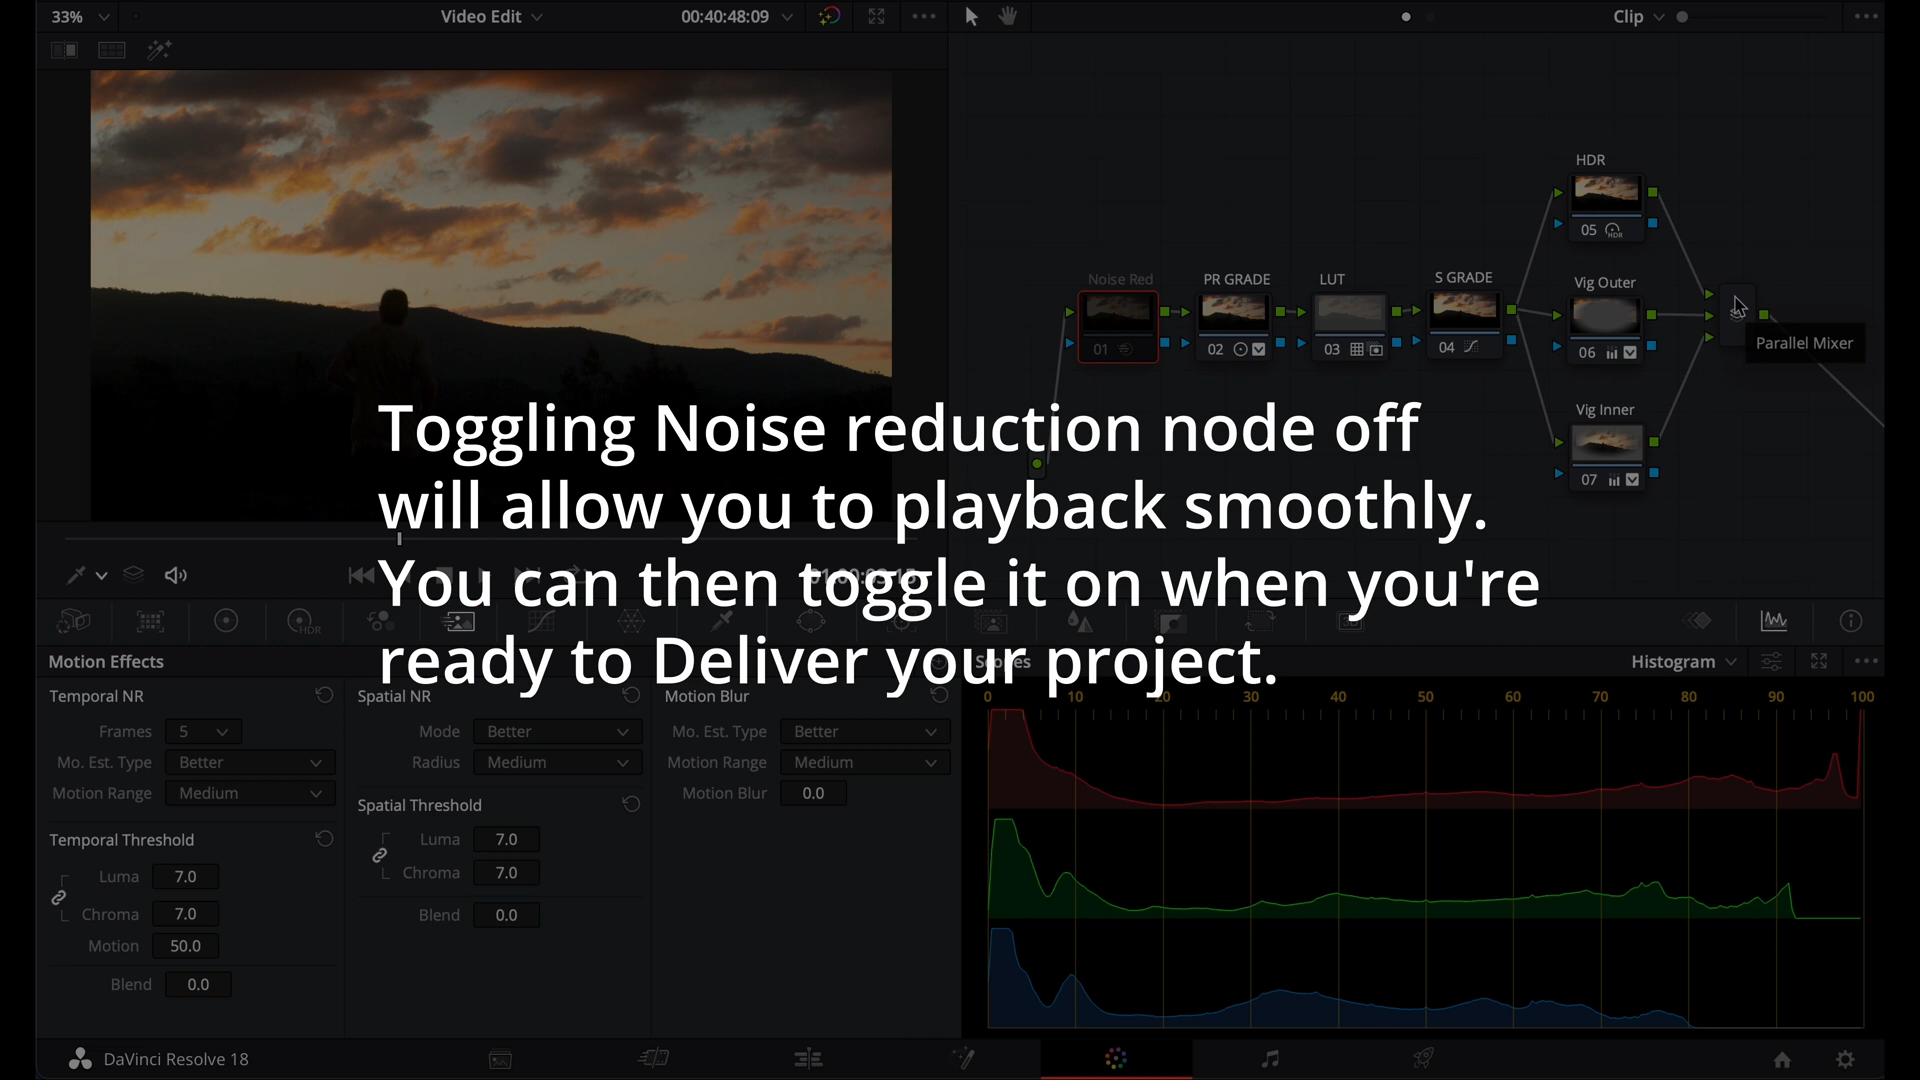 33%
Video Edit
00:40:48:09
Clip
HDR
05
HDR
Noise Red
PR GRADE
LUT
S GRADE
Vig Outer
01
02
03
04
06
Parallel Mixer
Vig Inner
07
Toggling Noise reduction node off
will allow you to playback smoothly.
You can then toggle it on when you're
ready to Deliver your project.
HDR
Motion Effects
Scopes
Histogram
Temporal NR
Frames 5
Mo. Est. Type Better
Motion Range Medium
Temporal Threshold
Luma 7.0
Chroma 7.0
Motion 50.0
Blend 0.0
Spatial NR
Mode Better
Radius Medium
Spatial Threshold
Luma 7.0
Chroma 7.0
Blend 0.0
Motion Blur
Mo. Est. Type Better
Motion Range Medium
Motion Blur 0.0
0 10 20 30 40 50 60 70 80 90 100
DaVinci Resolve 18